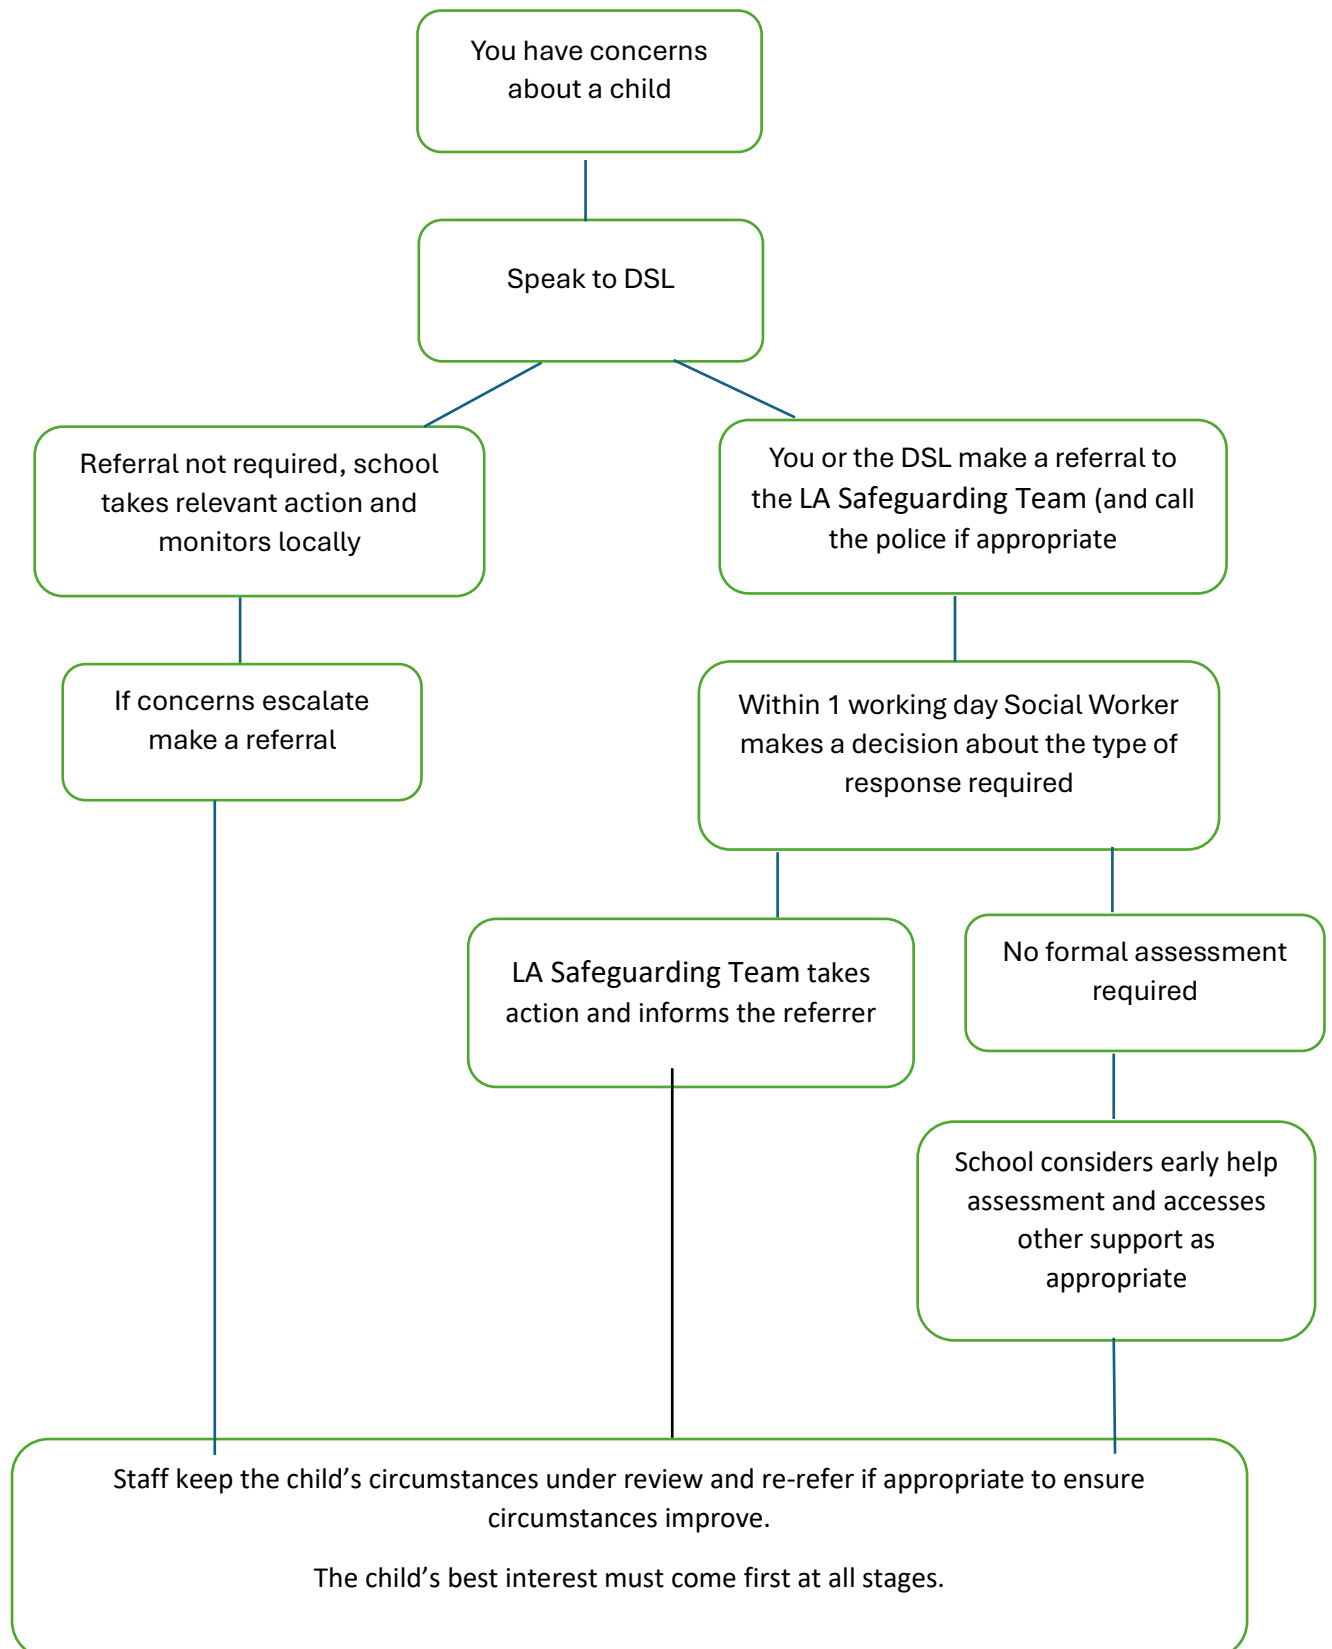 You have concerns
about a child
Speak to DSL
Referral not required, school
takes relevant action and
monitors locally
You or the DSL make a referral to
the LA Safeguarding Team (and call
the police if appropriate
If concerns escalate
make a referral
Within 1 working day Social Worker
makes a decision about the type of
response required
LA Safeguarding Team takes
action and informs the referrer
No formal assessment
required
School considers early help
assessment and accesses
other support as
appropriate
Staff keep the child’s circumstances under review and re-refer if appropriate to ensure
circumstances improve.
The child’s best interest must come first at all stages.